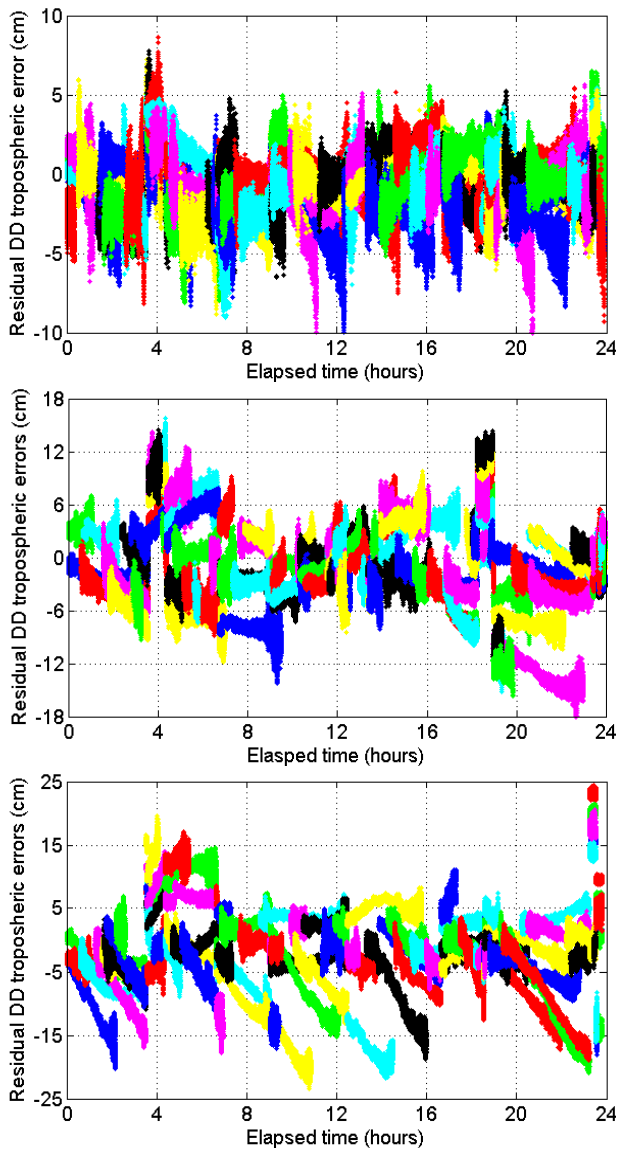 Residual DD tropospheric error (cm)
10
5
0
-5
-10
0 4 8 12 16 20 24
Elapsed time (hours)
Residual DD tropospheric errors (cm)
18
12
6
0
-6
-12
-18
0 4 8 12 16 20 24
Elasped time (hours)
Residual DD troposheric errors (cm)
25
15
5
-5
-15
-25
0 4 8 12 16 20 24
Elapsed time (hours)